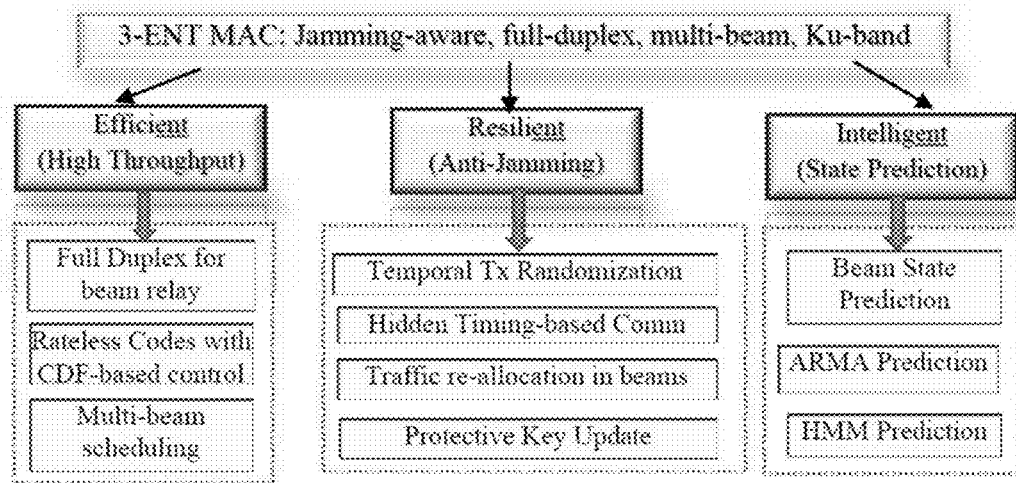 3-ENT MAC: Jamming-aware, full-duplex, multi-beam, Ku-band
Efficient
(High Throughput)
Full Duplex for
beam relay
Rateless Codes with
CDF-based control
Multi-beam
scheduling
Resilient
(Anti-Jamming)
Temporal Tx Randomization
Hidden Timing-based Comm
Traffic re-allocation in beams
Protective Key Update
Intelligent
(State Prediction)
Beam State
Prediction
ARMA Prediction
HMM Prediction